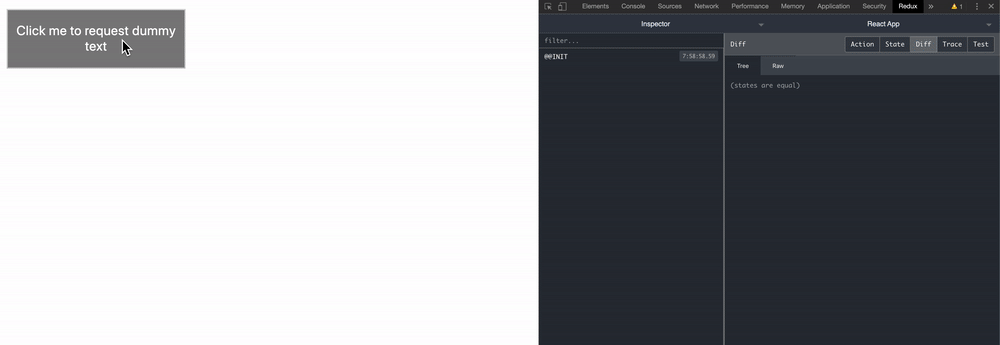 Click me to request dummy
text
Elements Console Sources Network Performance Memory Application Security Redux » 1
Inspector React App
filter...
@@INIT 7:58:58.59
Diff Action State Diff Trace Test
Tree Raw
(states are equal)